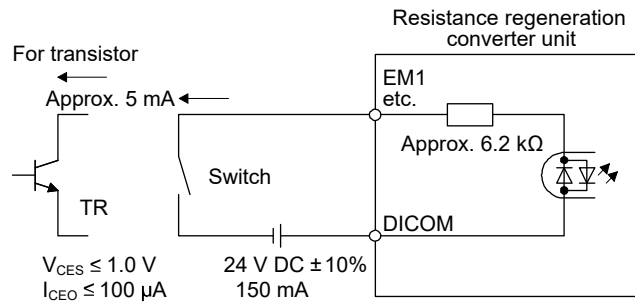 Resistance regeneration
converter unit
For transistor
Approx. 5 mA
EM1
etc.
Approx. 6.2 kΩ
Switch
TR
DICOM
V_CES ≤ 1.0 V
I_CEO ≤ 100 µA
24 V DC ± 10%
150 mA